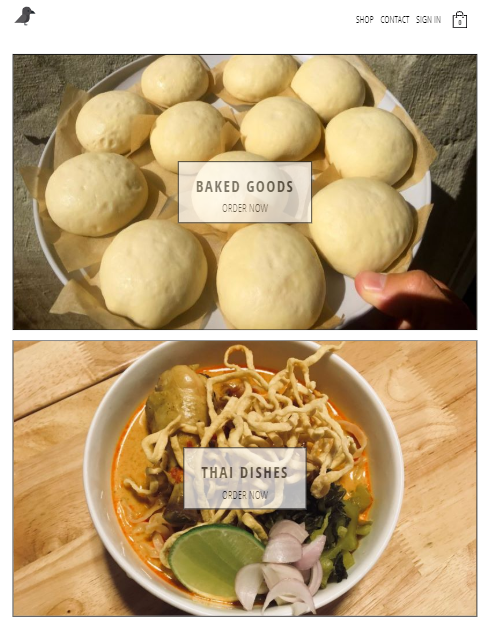 SHOP CONTACT SIGN IN 0
BAKED GOODS
ORDER NOW
THAI DISHES
ORDER NOW